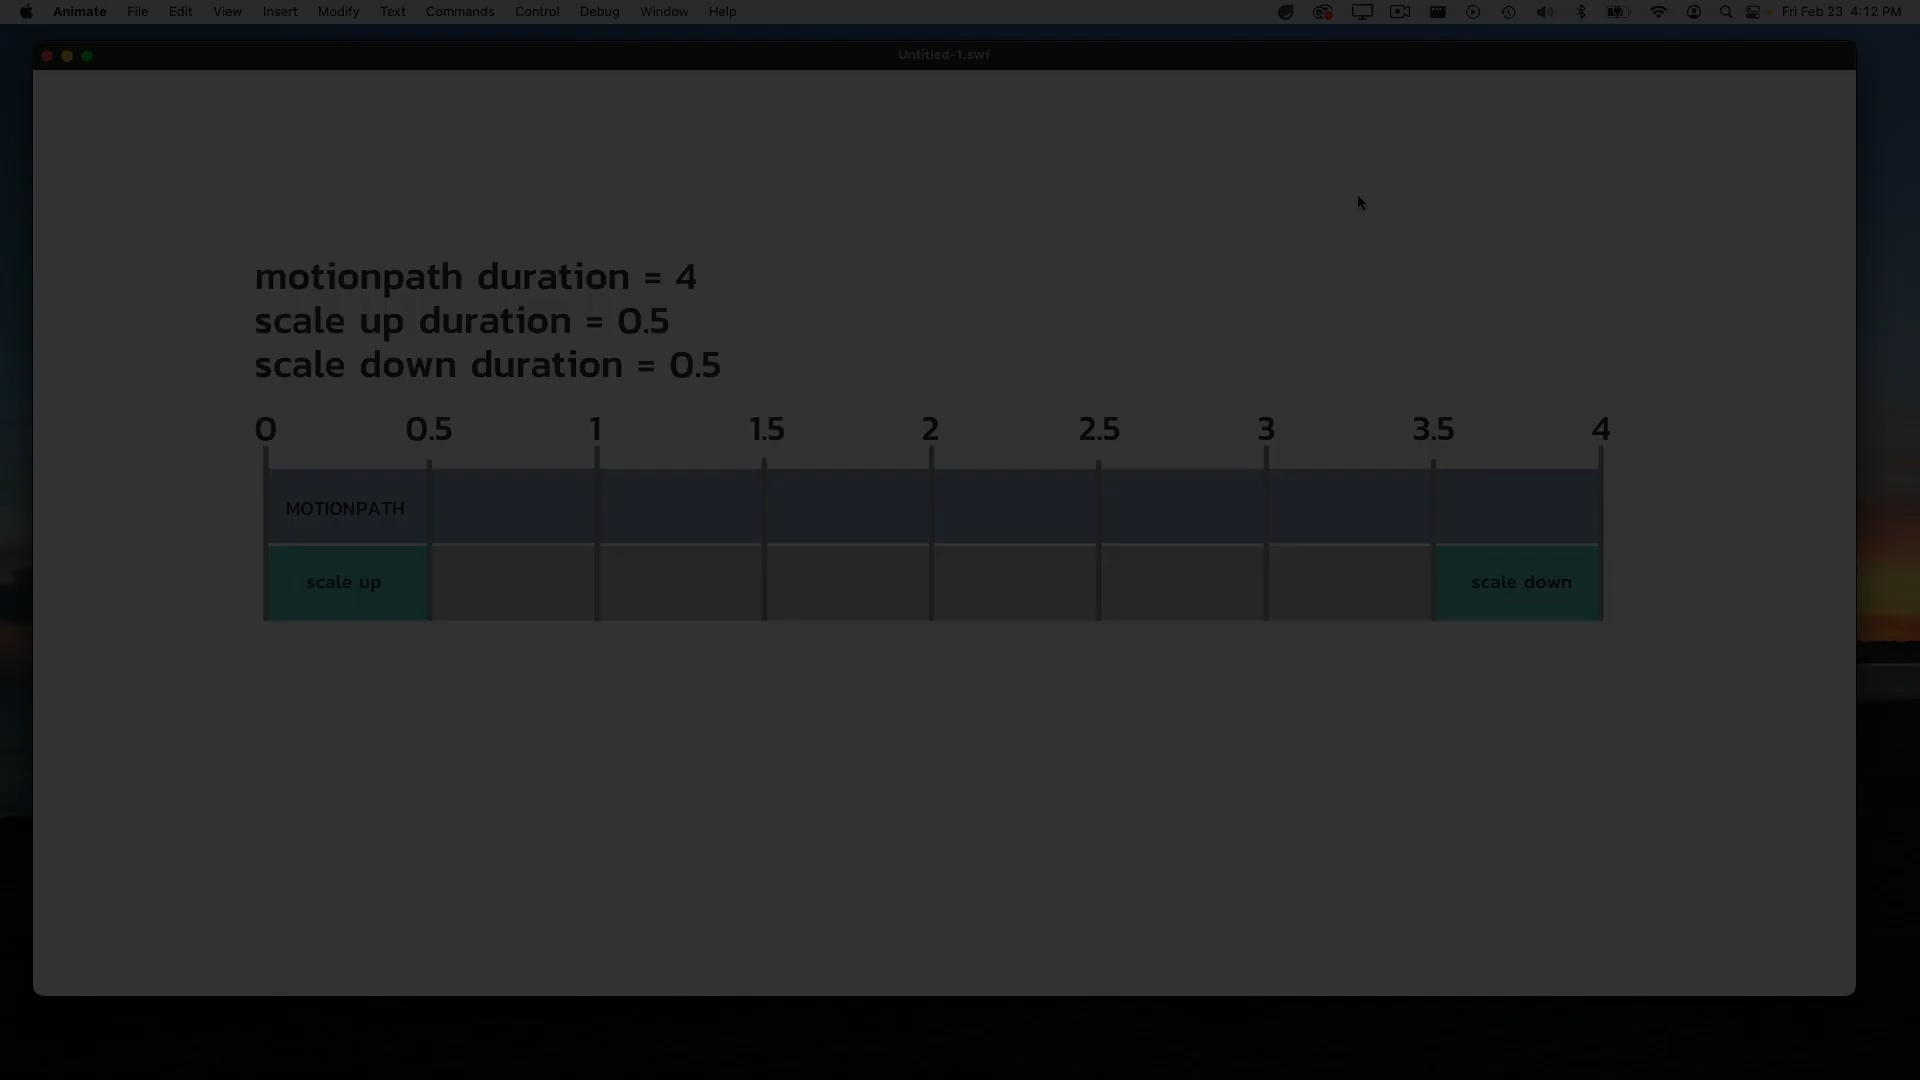 Animate File Edit View Insert Modify Text Commands Control Debug Window Help Fri Feb 23 4:12 PM
Untitled-1.swf
motionpath duration = 4
scale up duration = 0.5
scale down duration = 0.5
0 0.5 1 1.5 2 2.5 3 3.5 4
MOTIONPATH
scale up scale down